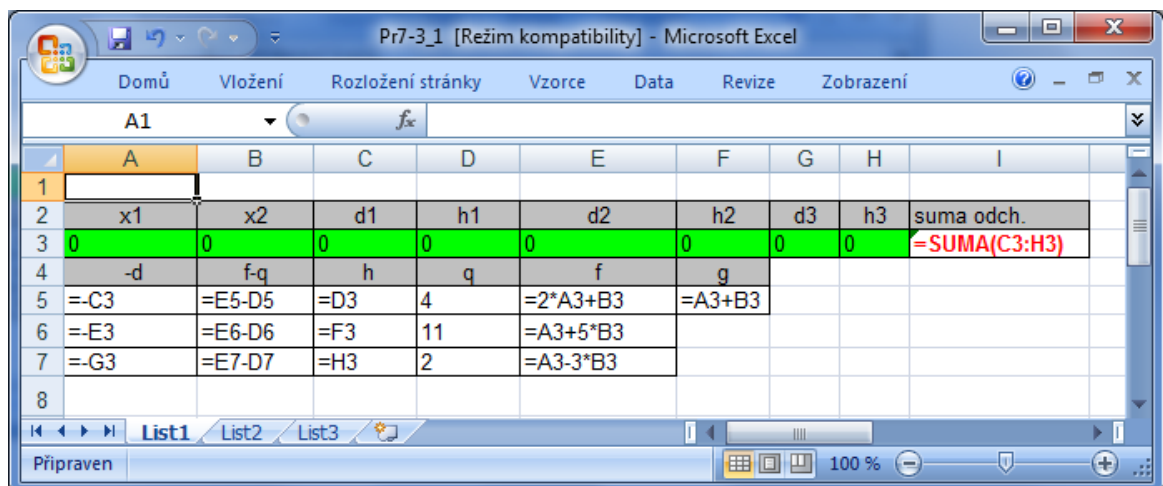 Pr7-3_1 [Režim kompatibility] - Microsoft Excel
Domů Vložení Rozložení stránky Vzorce Data Revize Zobrazení
A1 fx
A B C D E F G H I
1
2 x1 x2 d1 h1 d2 h2 d3 h3 suma odch.
3 0 0 0 0 0 0 0 0 =SUMA(C3:H3)
4 -d f-q h q f g
5 =-C3 =E5-D5 =D3 4 =2*A3+B3 =A3+B3
6 =-E3 =E6-D6 =F3 11 =A3+5*B3
7 =-G3 =E7-D7 =H3 2 =A3-3*B3
8
List1 List2 List3
Připraven 100 %